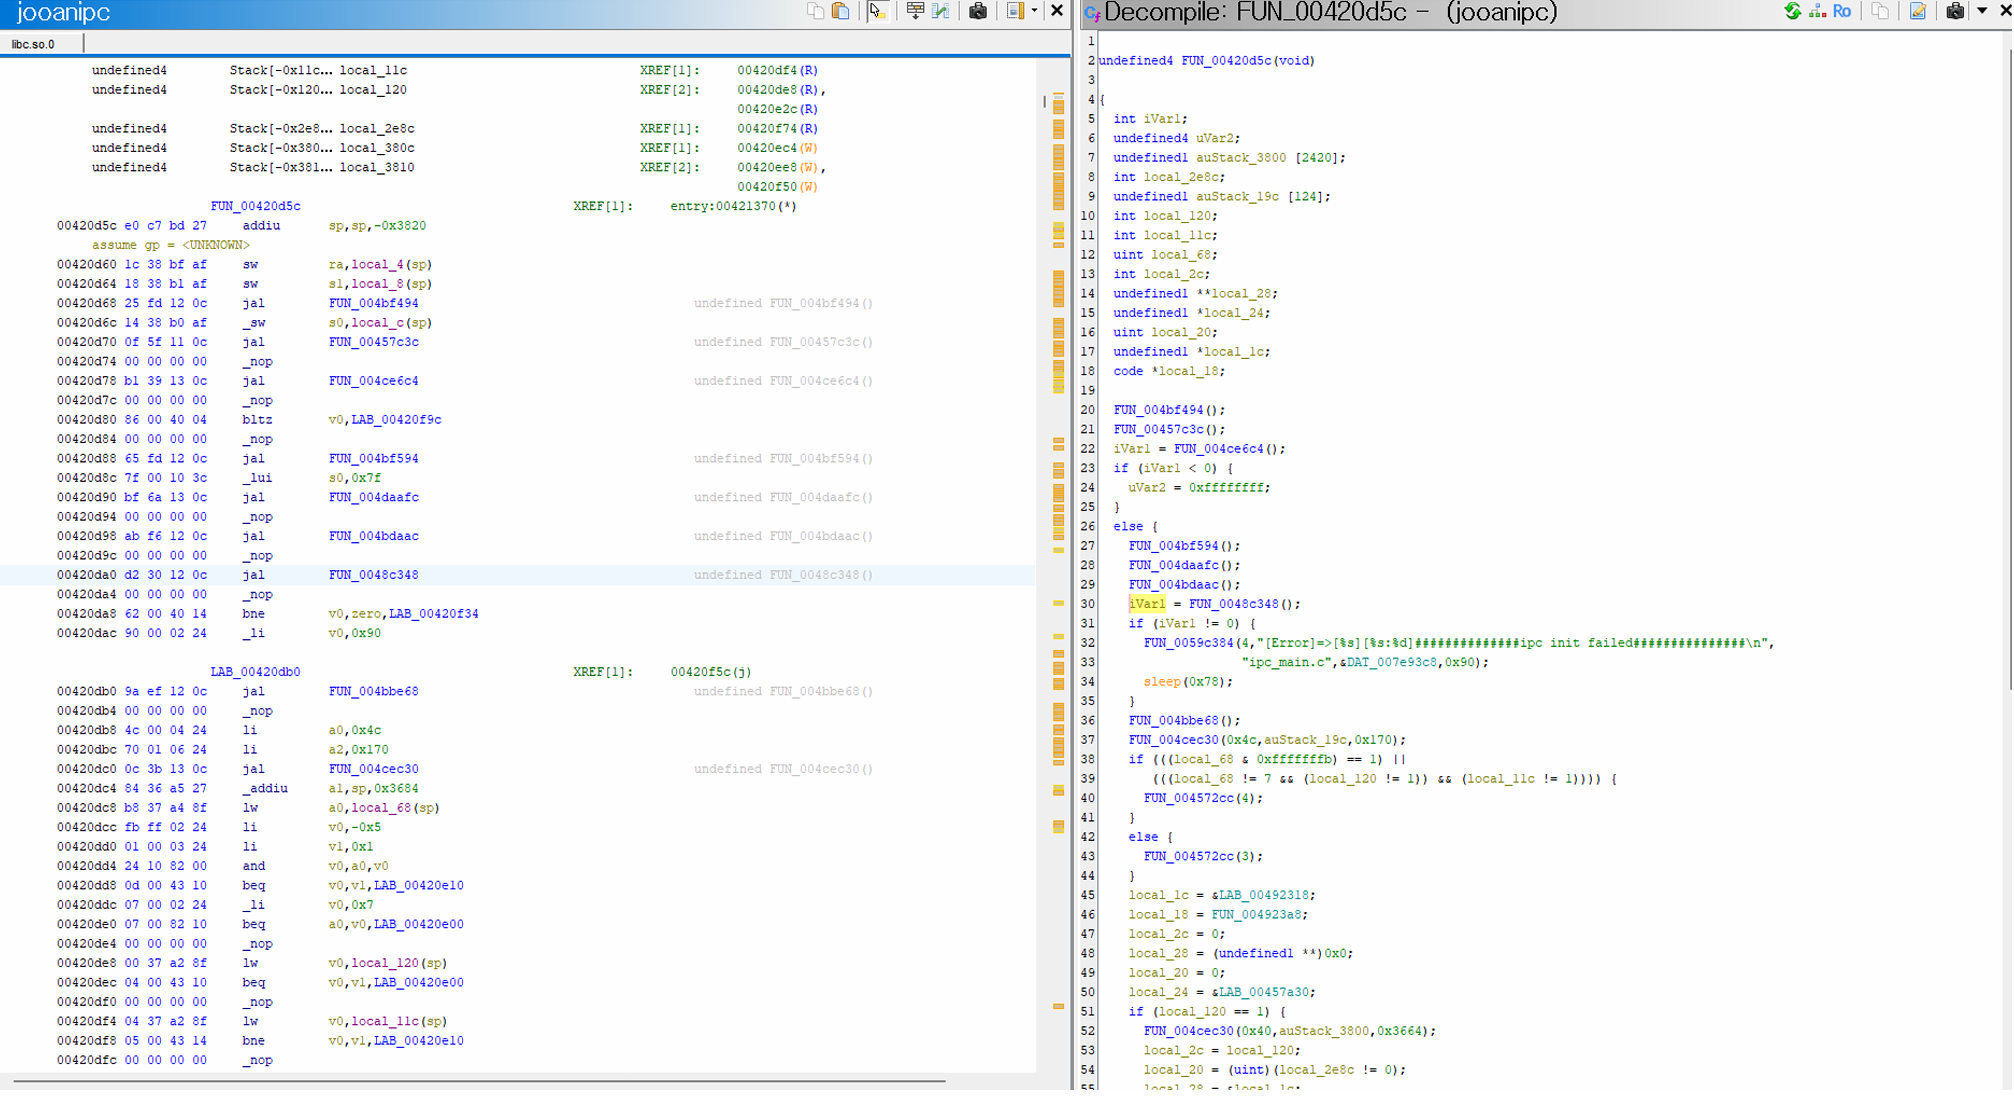 jooanipc
libc.so.0
undefined4 Stack[-0x11c... local_11c XREF[1]: 00420df4(R)
undefined4 Stack[-0x120... local_120 XREF[2]: 00420de8(R),
00420e2c(R)
undefined4 Stack[-0x2e8... local_2e8c XREF[1]: 00420f74(R)
undefined4 Stack[-0x380... local_380c XREF[1]: 00420ec4(W)
undefined4 Stack[-0x381... local_3810 XREF[2]: 00420ee8(W),
00420f50(W)
FUN_00420d5c XREF[1]: entry:00421370(*)
00420d5c e0 c7 bd 27 addiu sp,sp,-0x3820
assume gp = <UNKNOWN>
00420d60 1c 38 bf af sw ra,local_4(sp)
00420d64 18 38 b1 af sw s1,local_8(sp)
00420d68 25 fd 12 0c jal FUN_004bf494 undefined FUN_004bf494()
00420d6c 14 38 b0 af _sw s0,local_c(sp)
00420d70 0f 5f 11 0c jal FUN_00457c3c undefined FUN_00457c3c()
00420d74 00 00 00 00 _nop
00420d78 b1 39 13 0c jal FUN_004ce6c4 undefined FUN_004ce6c4()
00420d7c 00 00 00 00 _nop
00420d80 86 00 40 04 bltz v0,LAB_00420f9c
00420d84 00 00 00 00 _nop
00420d88 65 fd 12 0c jal FUN_004bf594 undefined FUN_004bf594()
00420d8c 7f 00 10 3c _lui s0,0x7f
00420d90 bf 6a 13 0c jal FUN_004daafc undefined FUN_004daafc()
00420d94 00 00 00 00 _nop
00420d98 ab f6 12 0c jal FUN_004bdaac undefined FUN_004bdaac()
00420d9c 00 00 00 00 _nop
00420da0 d2 30 12 0c jal FUN_0048c348 undefined FUN_0048c348()
00420da4 00 00 00 00 _nop
00420da8 62 00 40 14 bne v0,zero,LAB_00420f34
00420dac 90 00 02 24 _li v0,0x90
LAB_00420db0 XREF[1]: 00420f5c(j)
00420db0 9a ef 12 0c jal FUN_004bbe68 undefined FUN_004bbe68()
00420db4 00 00 00 00 _nop
00420db8 4c 00 04 24 li a0,0x4c
00420dbc 70 01 06 24 li a2,0x170
00420dc0 0c 3b 13 0c jal FUN_004cec30 undefined FUN_004cec30()
00420dc4 84 36 a5 27 _addiu a1,sp,0x3684
00420dc8 b8 37 a4 8f lw a0,local_68(sp)
00420dcc fb ff 02 24 li v0,-0x5
00420dd0 01 00 03 24 li v1,0x1
00420dd4 24 10 82 00 and v0,a0,v0
00420dd8 0d 00 43 10 beq v0,v1,LAB_00420e10
00420ddc 07 00 02 24 _li v0,0x7
00420de0 07 00 82 10 beq a0,v0,LAB_00420e00
00420de4 00 00 00 00 _nop
00420de8 00 37 a2 8f lw v0,local_120(sp)
00420dec 04 00 43 10 beq v0,v1,LAB_00420e00
00420df0 00 00 00 00 _nop
00420df4 04 37 a2 8f lw v0,local_11c(sp)
00420df8 05 00 43 14 bne v0,v1,LAB_00420e10
00420dfc 00 00 00 00 _nop
Decompile: FUN_00420d5c - (jooanipc)
Ro
1
2 undefined4 FUN_00420d5c(void)
3
4 {
5 int iVar1;
6 undefined4 uVar2;
7 undefined1 auStack_3800 [2420];
8 int local_2e8c;
9 undefined1 auStack_19c [124];
10 int local_120;
11 int local_11c;
12 uint local_68;
13 int local_2c;
14 undefined1 **local_28;
15 undefined1 *local_24;
16 uint local_20;
17 undefined1 *local_1c;
18 code *local_18;
19
20 FUN_004bf494();
21 FUN_00457c3c();
22 iVar1 = FUN_004ce6c4();
23 if (iVar1 < 0) {
24 uVar2 = 0xffffffff;
25 }
26 else {
27 FUN_004bf594();
28 FUN_004daafc();
29 FUN_004bdaac();
30 iVar1 = FUN_0048c348();
31 if (iVar1 != 0) {
32 FUN_0059c384(4,"[Error]=>[%s][%s:%d]##############ipc init failed###############\n",
33 "ipc_main.c",&DAT_007e93c8,0x90);
34 sleep(0x78);
35 }
36 FUN_004bbe68();
37 FUN_004cec30(0x4c,auStack_19c,0x170);
38 if (((local_68 & 0xfffffffb) == 1) ||
39 (((local_68 != 7 && (local_120 != 1)) && (local_11c != 1)))) {
40 FUN_004572cc(4);
41 }
42 else {
43 FUN_004572cc(3);
44 }
45 local_1c = &LAB_00492318;
46 local_18 = FUN_004923a8;
47 local_2c = 0;
48 local_28 = (undefined1 **)0x0;
49 local_20 = 0;
50 local_24 = &LAB_00457a30;
51 if (local_120 == 1) {
52 FUN_004cec30(0x40,auStack_3800,0x3664);
53 local_2c = local_120;
54 local_20 = (uint)(local_2e8c != 0);
55 local_28 = &local_1c;